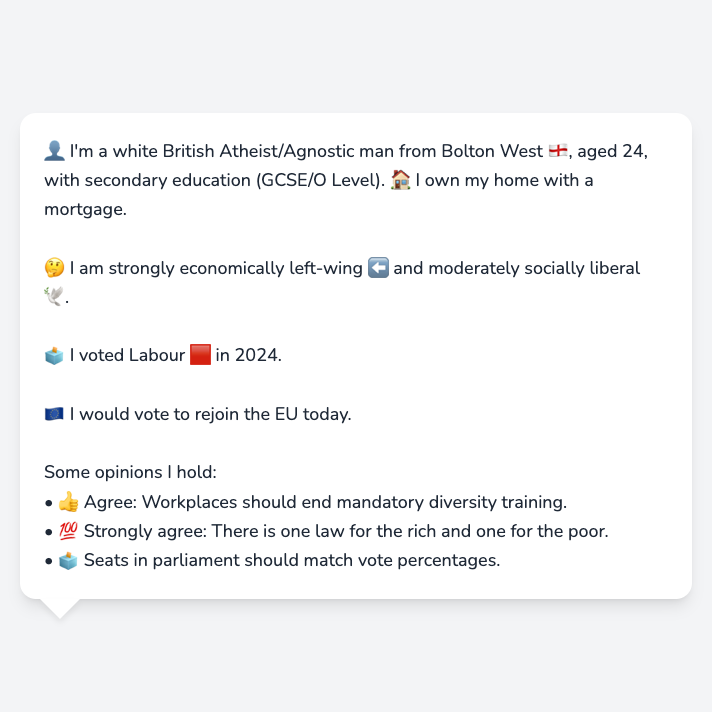 👤 I'm a white British Atheist/Agnostic man from Bolton West 🏴󠁧󠁢󠁥󠁮󠁧󠁿, aged 24,
with secondary education (GCSE/O Level). 🏠 I own my home with a
mortgage.
🤔 I am strongly economically left-wing ⬅️ and moderately socially liberal
🕊️.
🗳️ I voted Labour 🟥 in 2024.
🇪🇺 I would vote to rejoin the EU today.
Some opinions I hold:
• 👍 Agree: Workplaces should end mandatory diversity training.
• 💯 Strongly agree: There is one law for the rich and one for the poor.
• 🗳️ Seats in parliament should match vote percentages.